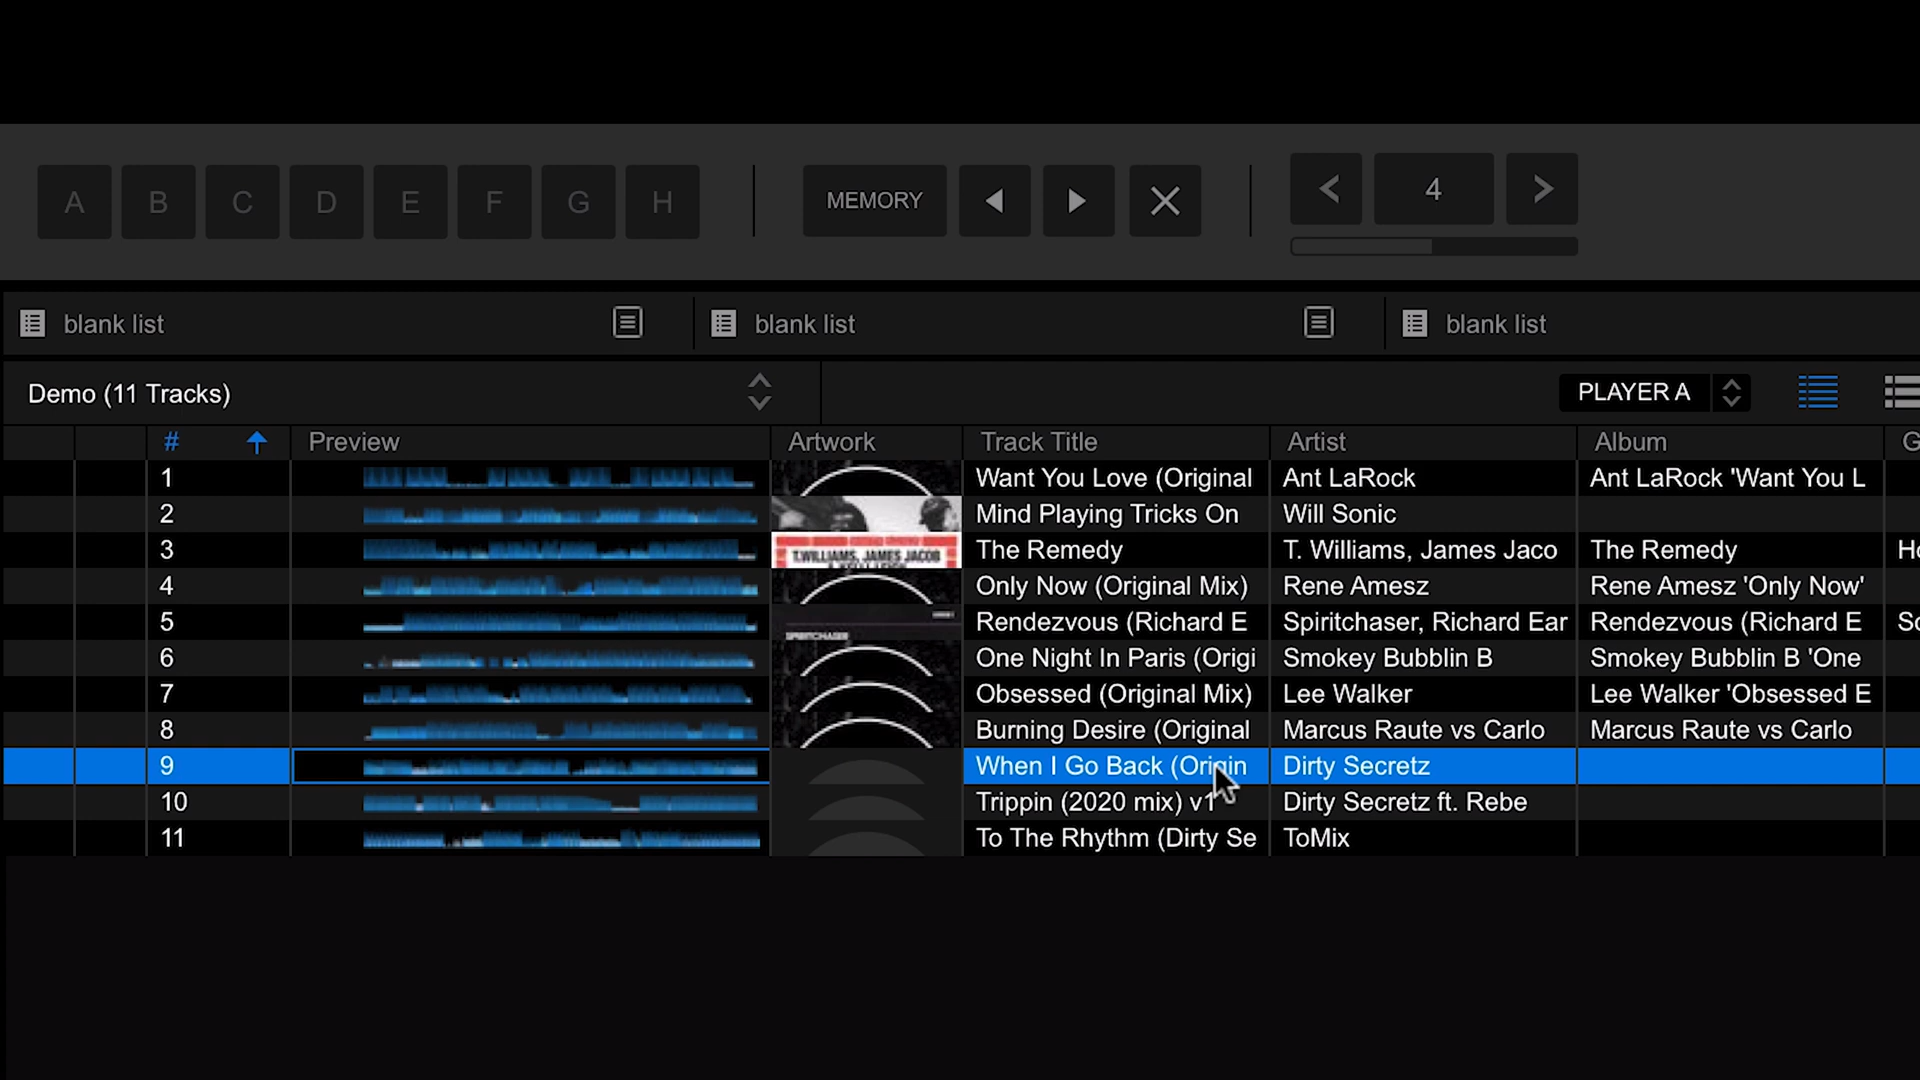 A B C D E F G H MEMORY 4
blank list blank list blank list
Demo (11 Tracks) PLAYER A
# Preview Artwork Track Title Artist Album G
1 Want You Love (Original Ant LaRock Ant LaRock 'Want You L
2 Mind Playing Tricks On Will Sonic
3 T.WILLIAMS, JAMES JACOB The Remedy T. Williams, James Jaco The Remedy Ho
4 Only Now (Original Mix) Rene Amesz Rene Amesz 'Only Now'
5 SPIRITCHASER Rendezvous (Richard E Spiritchaser, Richard Ear Rendezvous (Richard E So
6 One Night In Paris (Origi Smokey Bubblin B Smokey Bubblin B 'One
7 Obsessed (Original Mix) Lee Walker Lee Walker 'Obsessed E
8 Burning Desire (Original Marcus Raute vs Carlo Marcus Raute vs Carlo
9 When I Go Back (Origin Dirty Secretz
10 Trippin (2020 mix) v1 Dirty Secretz ft. Rebe
11 To The Rhythm (Dirty Se ToMix